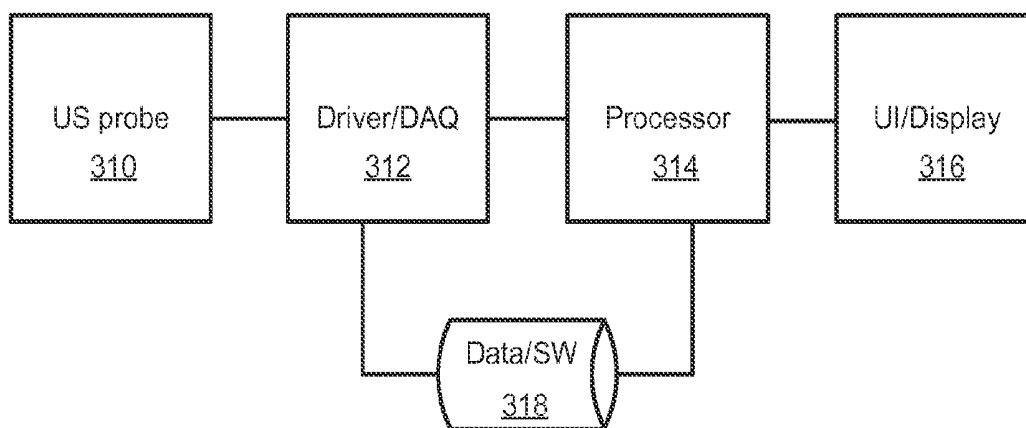 US probe
310
Driver/DAQ
312
Processor
314
UI/Display
316
Data/SW
318